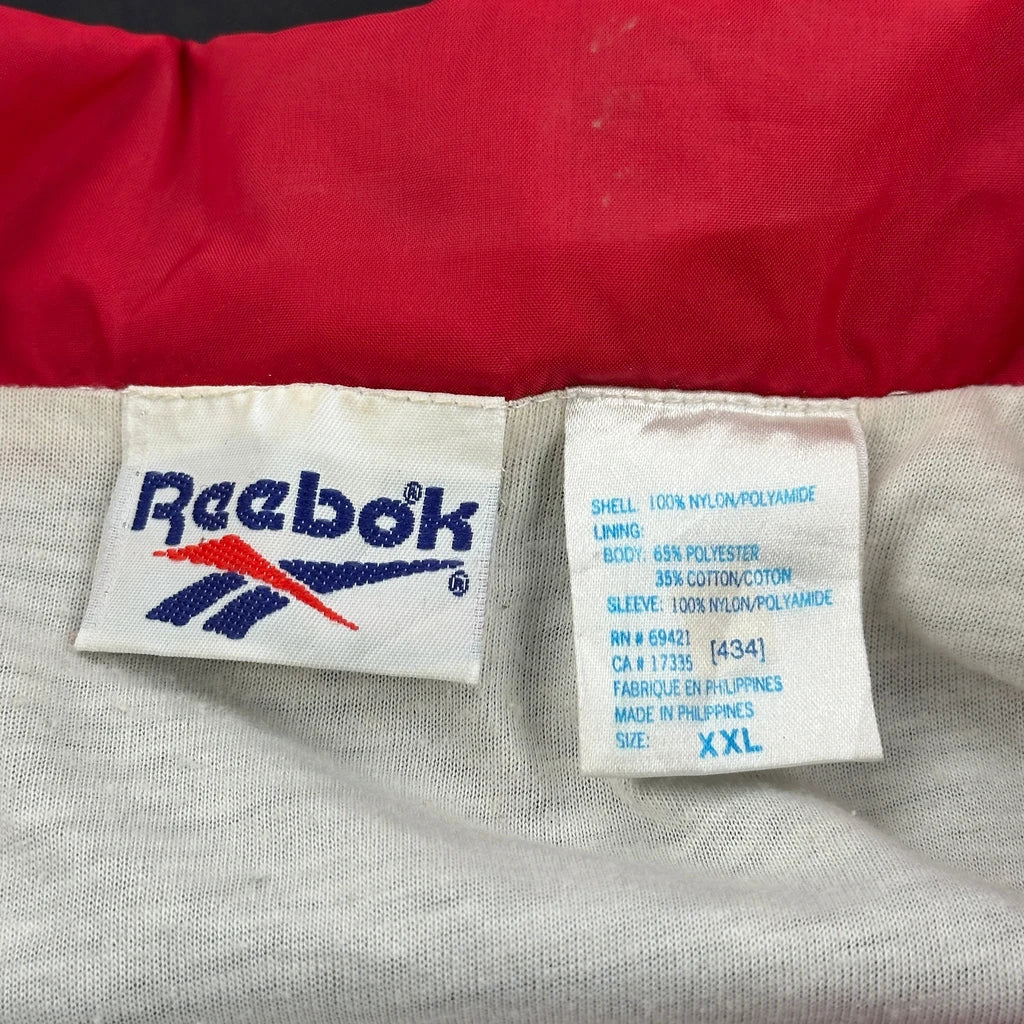 Reebok®
®
SHELL: 100% NYLON/POLYAMIDE
LINING:
BODY: 65% POLYESTER
35% COTTON/COTON
SLEEVE: 100% NYLON/POLYAMIDE
RN # 69421
CA # 17335 [434]
FABRIQUE EN PHILIPPINES
MADE IN PHILIPPINES
SIZE: XXL